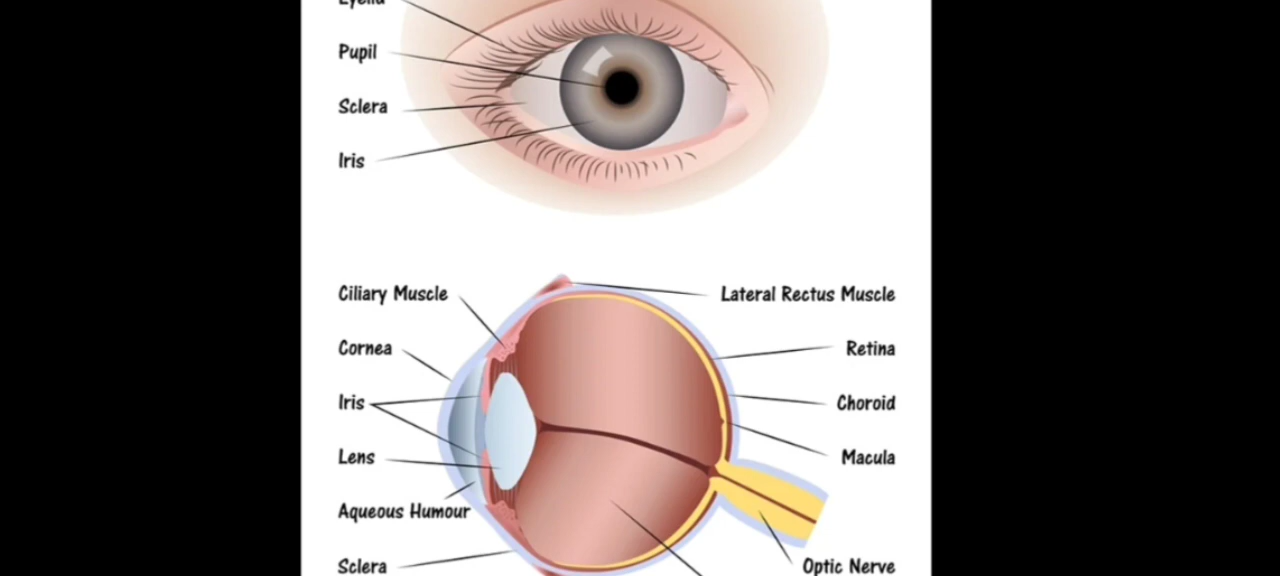 Eyelid
Pupil
Sclera
Iris
Ciliary Muscle
Lateral Rectus Muscle
Cornea
Retina
Iris
Choroid
Lens
Macula
Aqueous Humour
Sclera
Optic Nerve